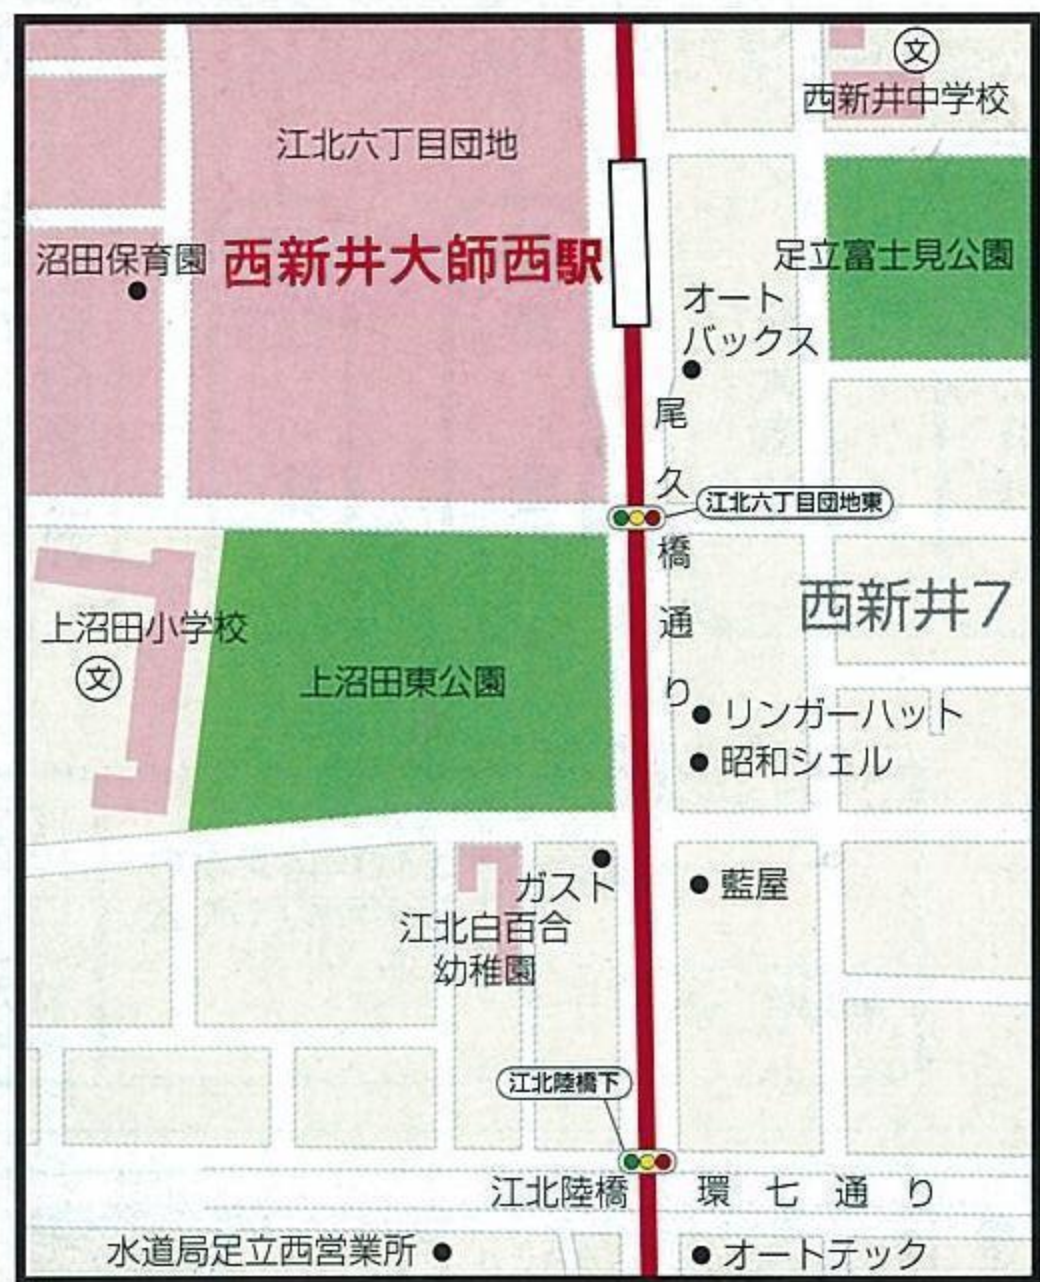 文
西新井中学校
江北六丁目団地
沼田保育園
西新井大師西駅
足立富士見公園
オート
バックス
尾久橋通り
江北六丁目団地東
西新井7
上沼田小学校
文
上沼田東公園
リンガーハット
昭和シェル
ガスト
藍屋
江北白百合
幼稚園
江北陸橋下
江北陸橋
環七通り
水道局足立西営業所
オートテック